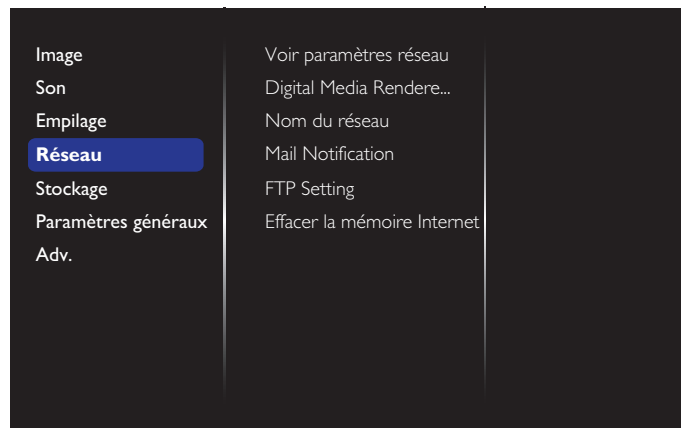 Image
Son
Empilage
Réseau
Stockage
Paramètres généraux
Adv.
Voir paramètres réseau
Digital Media Rendere...
Nom du réseau
Mail Notification
FTP Setting
Effacer la mémoire Internet